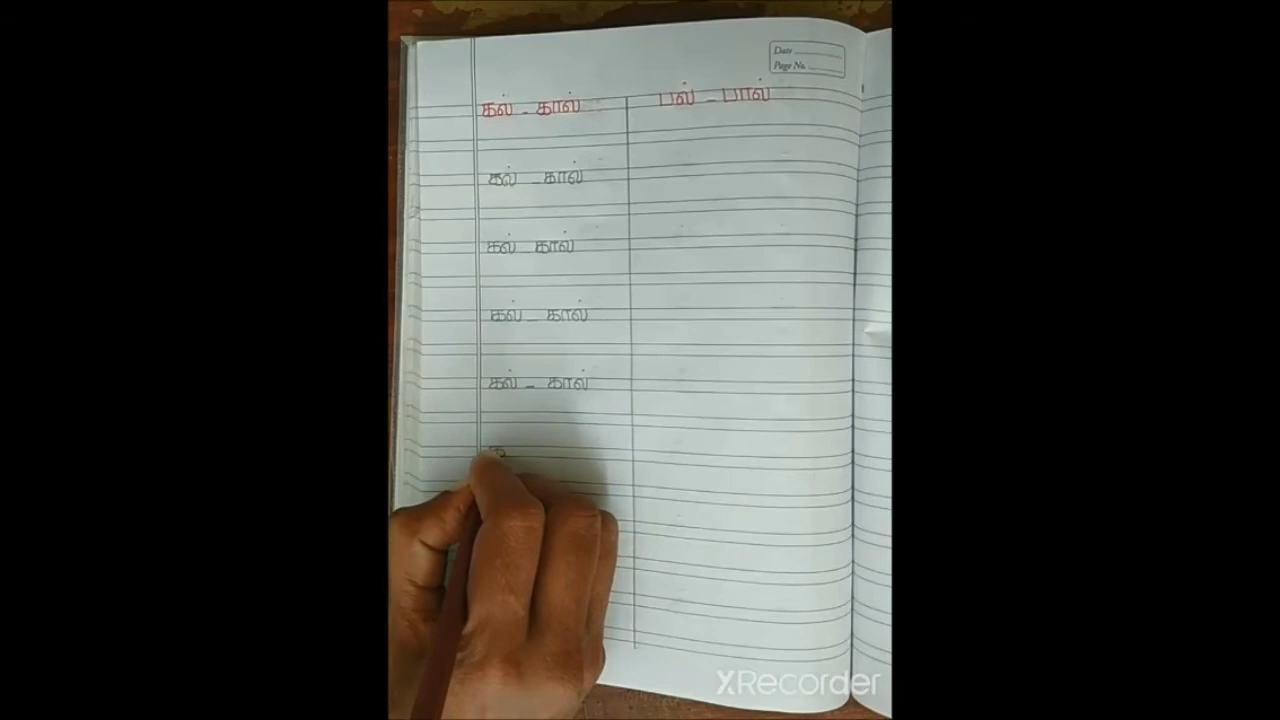 Date
Page No.
கல் - கால் பல் - பால்
கல் - கால்
கல் - கால்
கல் - கால்
கல் - கால்
க
XRecorder